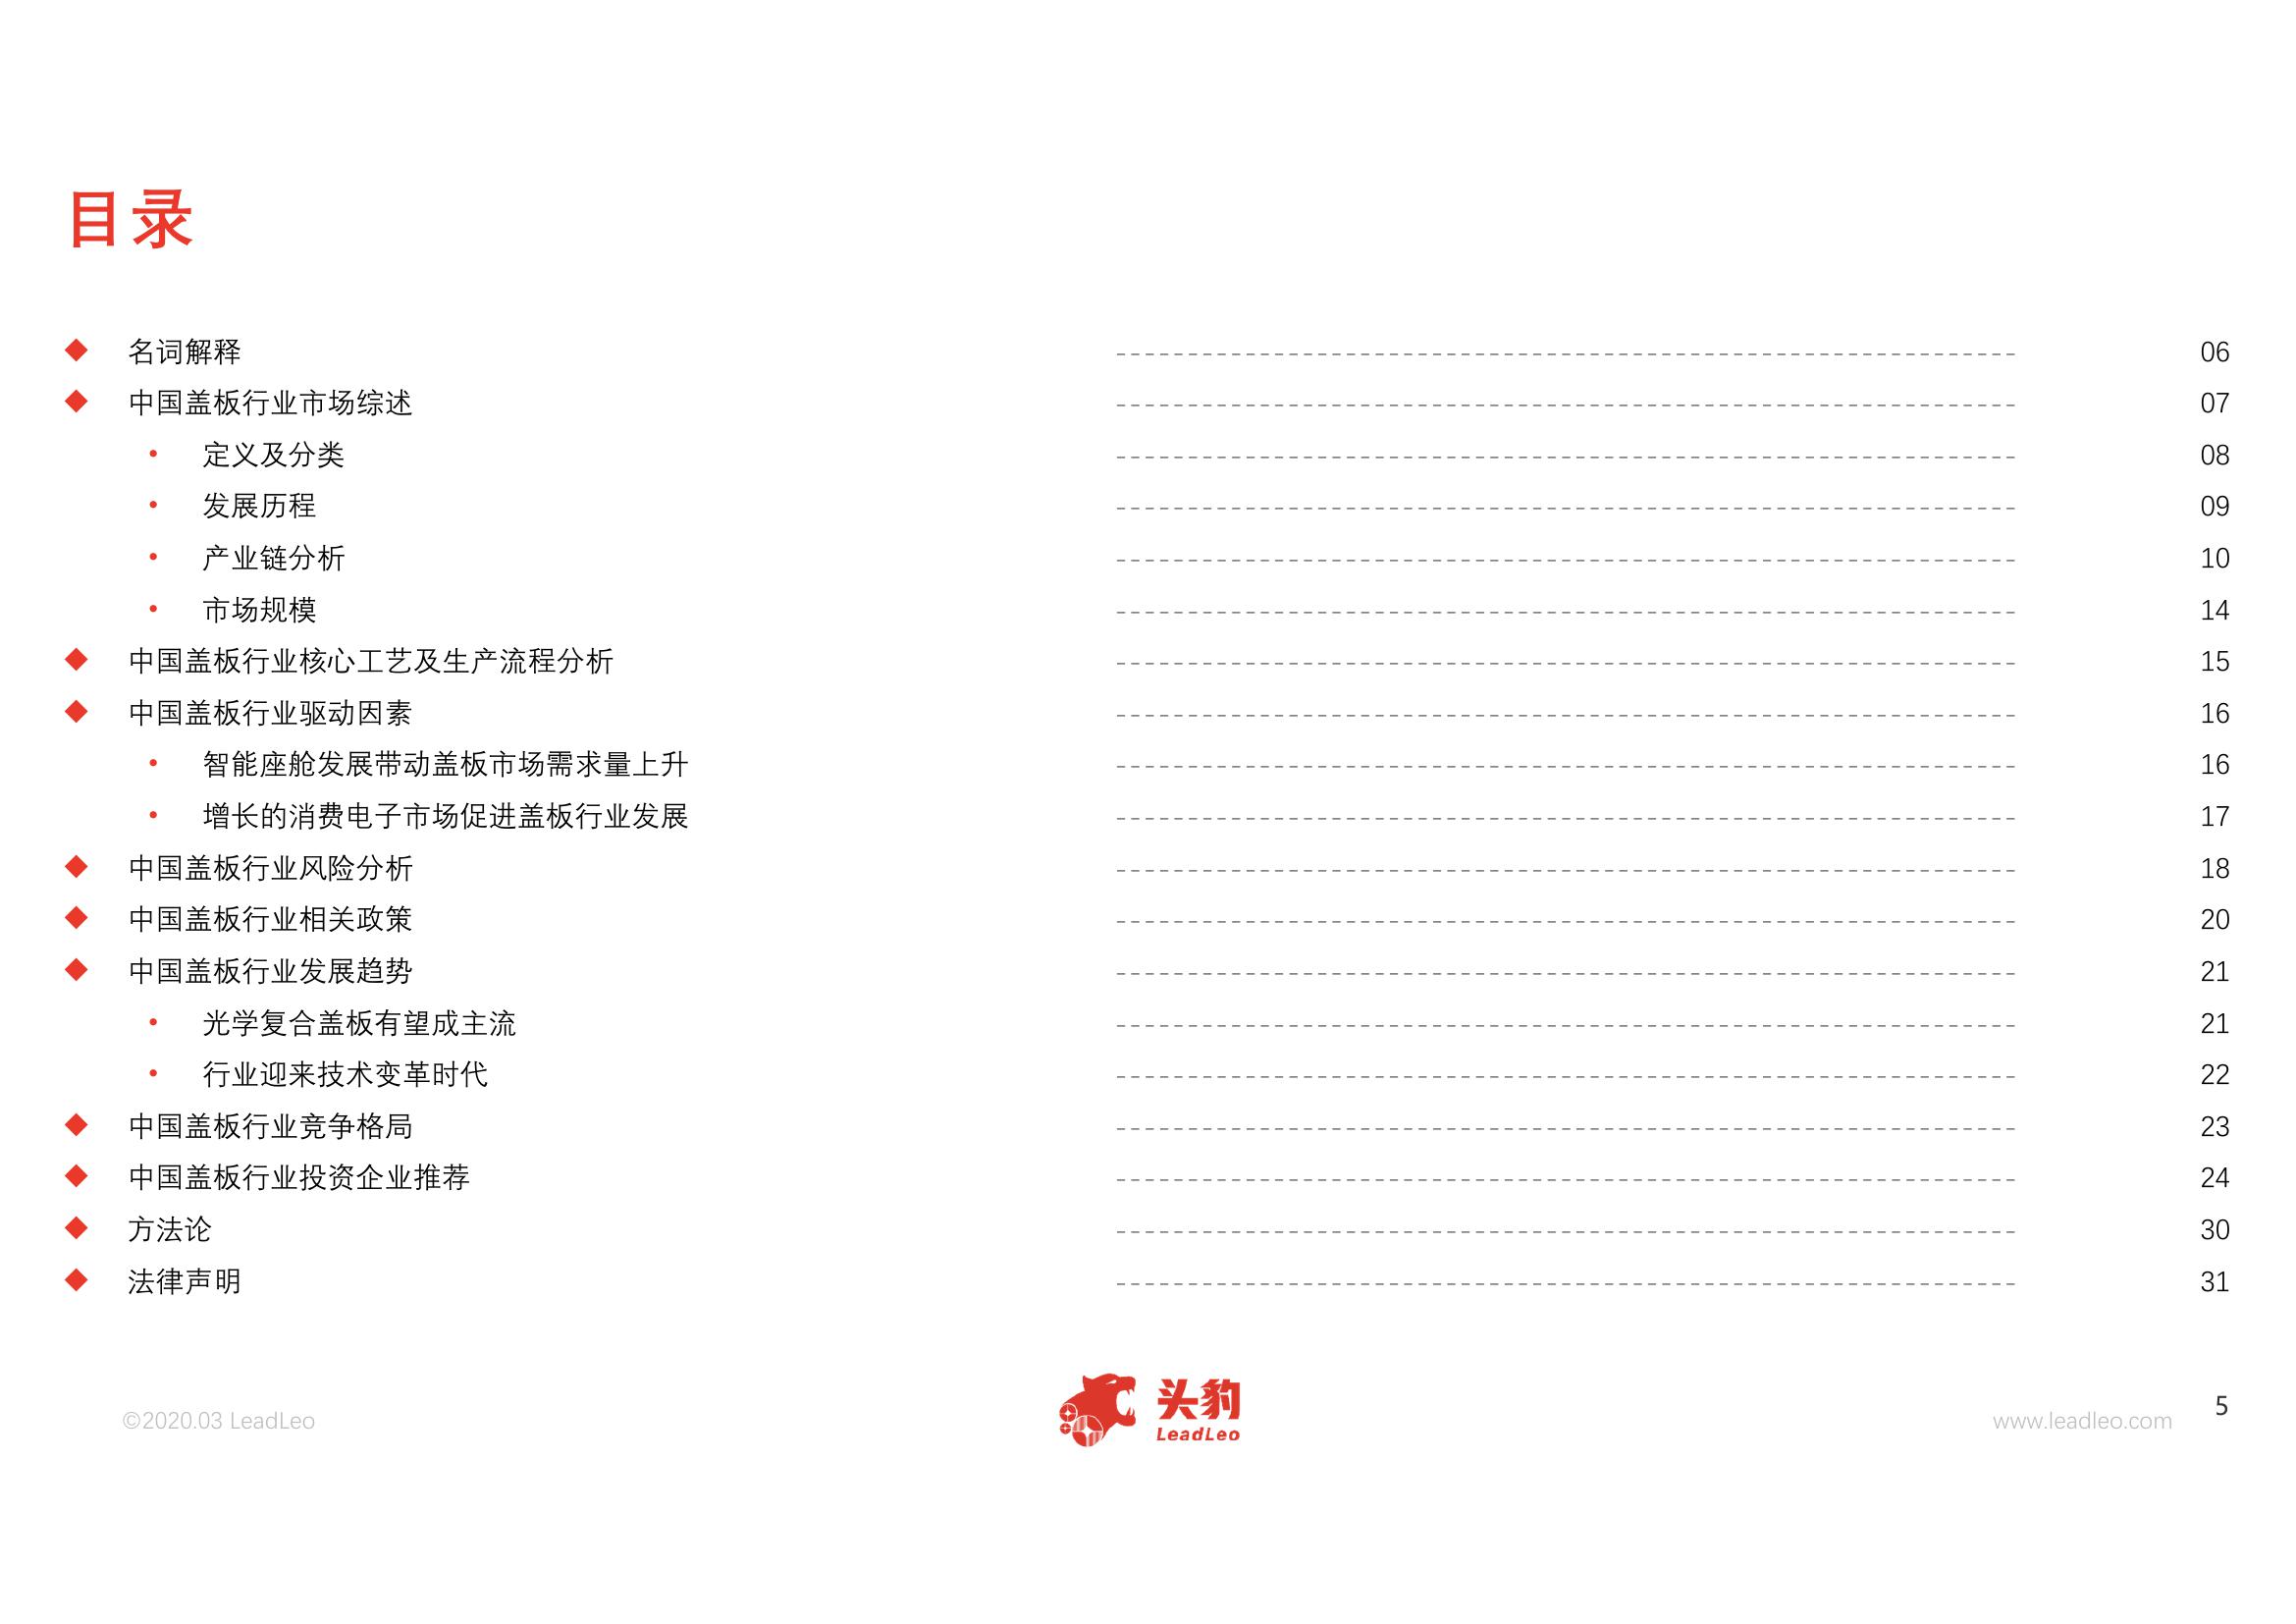 目录
◆ 名词解释 ---------------------------------------------------------------- 06
◆ 中国盖板行业市场综述 ---------------------------------------------------------------- 07
• 定义及分类 ---------------------------------------------------------------- 08
• 发展历程 ---------------------------------------------------------------- 09
• 产业链分析 ---------------------------------------------------------------- 10
• 市场规模 ---------------------------------------------------------------- 14
◆ 中国盖板行业核心工艺及生产流程分析 ---------------------------------------------------------------- 15
◆ 中国盖板行业驱动因素 ---------------------------------------------------------------- 16
• 智能座舱发展带动盖板市场需求量上升 ---------------------------------------------------------------- 16
• 增长的消费电子市场促进盖板行业发展 ---------------------------------------------------------------- 17
◆ 中国盖板行业风险分析 ---------------------------------------------------------------- 18
◆ 中国盖板行业相关政策 ---------------------------------------------------------------- 20
◆ 中国盖板行业发展趋势 ---------------------------------------------------------------- 21
• 光学复合盖板有望成主流 ---------------------------------------------------------------- 21
• 行业迎来技术变革时代 ---------------------------------------------------------------- 22
◆ 中国盖板行业竞争格局 ---------------------------------------------------------------- 23
◆ 中国盖板行业投资企业推荐 ---------------------------------------------------------------- 24
◆ 方法论 ---------------------------------------------------------------- 30
◆ 法律声明 ---------------------------------------------------------------- 31
©2020.03 LeadLeo
头豹
LeadLeo
www.leadleo.com
5